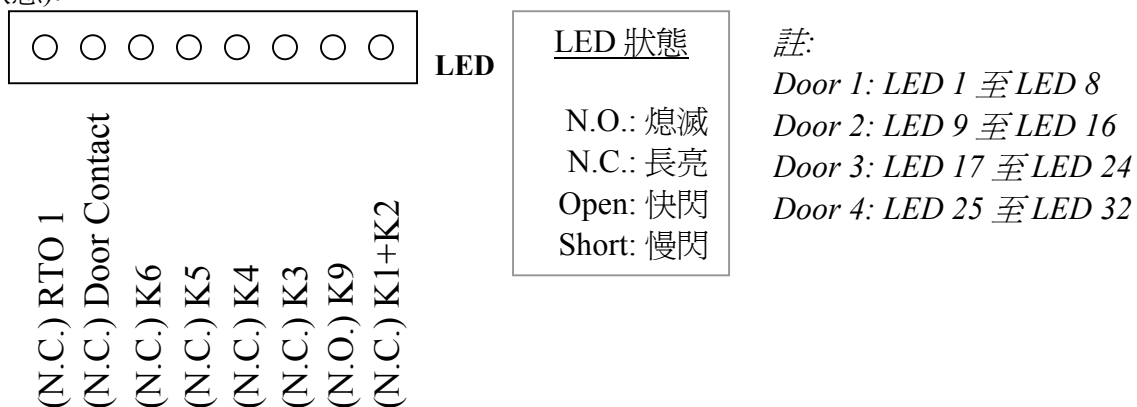 LED
(N.C.) RTO 1
(N.C.) Door Contact
(N.C.) K6
(N.C.) K5
(N.C.) K4
(N.C.) K3
(N.O.) K9
(N.C.) K1+K2
LED 狀態
N.O.: 熄滅
N.C.: 長亮
Open: 快閃
Short: 慢閃
註:
Door 1: LED 1 至 LED 8
Door 2: LED 9 至 LED 16
Door 3: LED 17 至 LED 24
Door 4: LED 25 至 LED 32